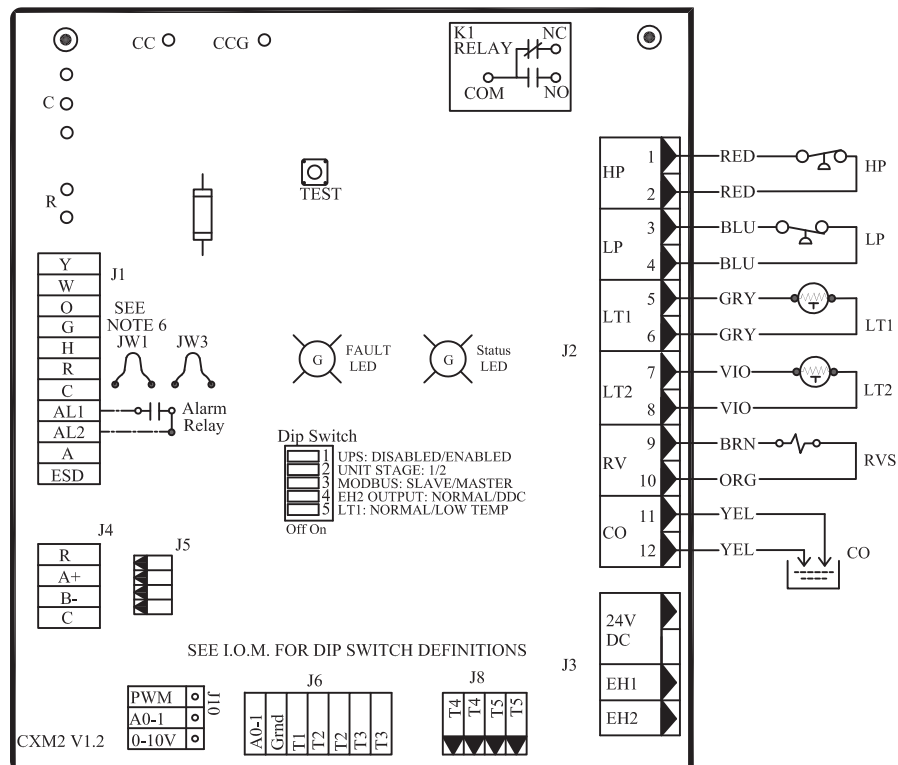 CC
CCG
K1
RELAY
NC
COM
NO
C
R
TEST
Y
W
O
G
H
R
C
AL1
AL2
A
ESD
J1
SEE
NOTE 6
JW1
JW3
Alarm
Relay
G
FAULT
LED
G
Status
LED
Dip Switch
1 UPS: DISABLED/ENABLED
2 UNIT STAGE: 1/2
3 MODBUS: SLAVE/MASTER
4 EH2 OUTPUT: NORMAL/DDC
5 LT1: NORMAL/LOW TEMP
Off On
J2
HP
1
RED
2
RED
HP
LP
3
BLU
4
BLU
LP
LT1
5
GRY
6
GRY
T
LT1
LT2
7
VIO
8
VIO
T
LT2
RV
9
BRN
10
ORG
RVS
CO
11
YEL
12
YEL
CO
J4
R
A+
B-
C
J5
SEE I.O.M. FOR DIP SWITCH DEFINITIONS
J3
24V
DC
EH1
EH2
PWM
A0-1
0-10V
J10
J6
A0-1
Grnd
T1
T2
T2
T3
T3
J8
T4
T4
T5
T5
CXM2 V1.2